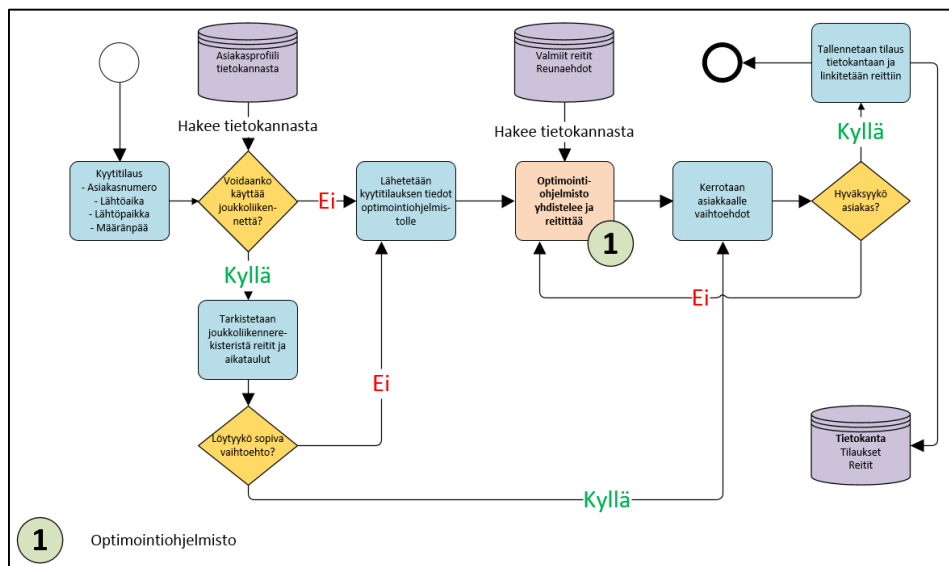 Asiakasprofiili
tietokannasta
Valmiit reitit
Reunaehdot
Tallennetaan tilaus
tietokantaan ja
linkitetään reittiin
Hakee tietokannasta
Hakee tietokannasta
Kyllä
Kyytitilaus
- Asiakasnumero
- Lähtöaika
- Lähtöpaikka
- Määränpää
Voidaanko
käyttää
joukkoliiken-
nettä?
Ei
Lähetetään
kyytitilauksen tiedot
optimointiohjelmis-
tolle
Optimointi-
ohjelmisto
yhdistelee ja
reitittää
1
Kerrotaan
asiakkaalle
vaihtoehdot
Hyväksyykö
asiakas?
Kyllä
Ei
Tarkistetaan
joukkoliikennere-
kisteristä reitit ja
aikataulut
Ei
Löytyykö sopiva
vaihtoehto?
Kyllä
Tietokanta
Tilaukset
Reitit
1
Optimointiohjelmisto